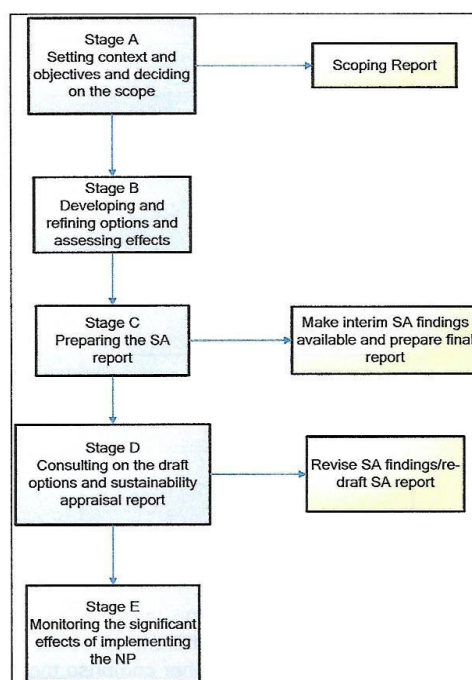 Stage A
Setting context and
objectives and deciding
on the scope
Scoping Report
Stage B
Developing and
refining options and
assessing effects
Stage C
Preparing the SA
report
Make interim SA findings
available and prepare final
report
Stage D
Consulting on the draft
options and sustainability
appraisal report
Revise SA findings/re-
draft SA report
Stage E
Monitoring the significant
effects of implementing
the NP